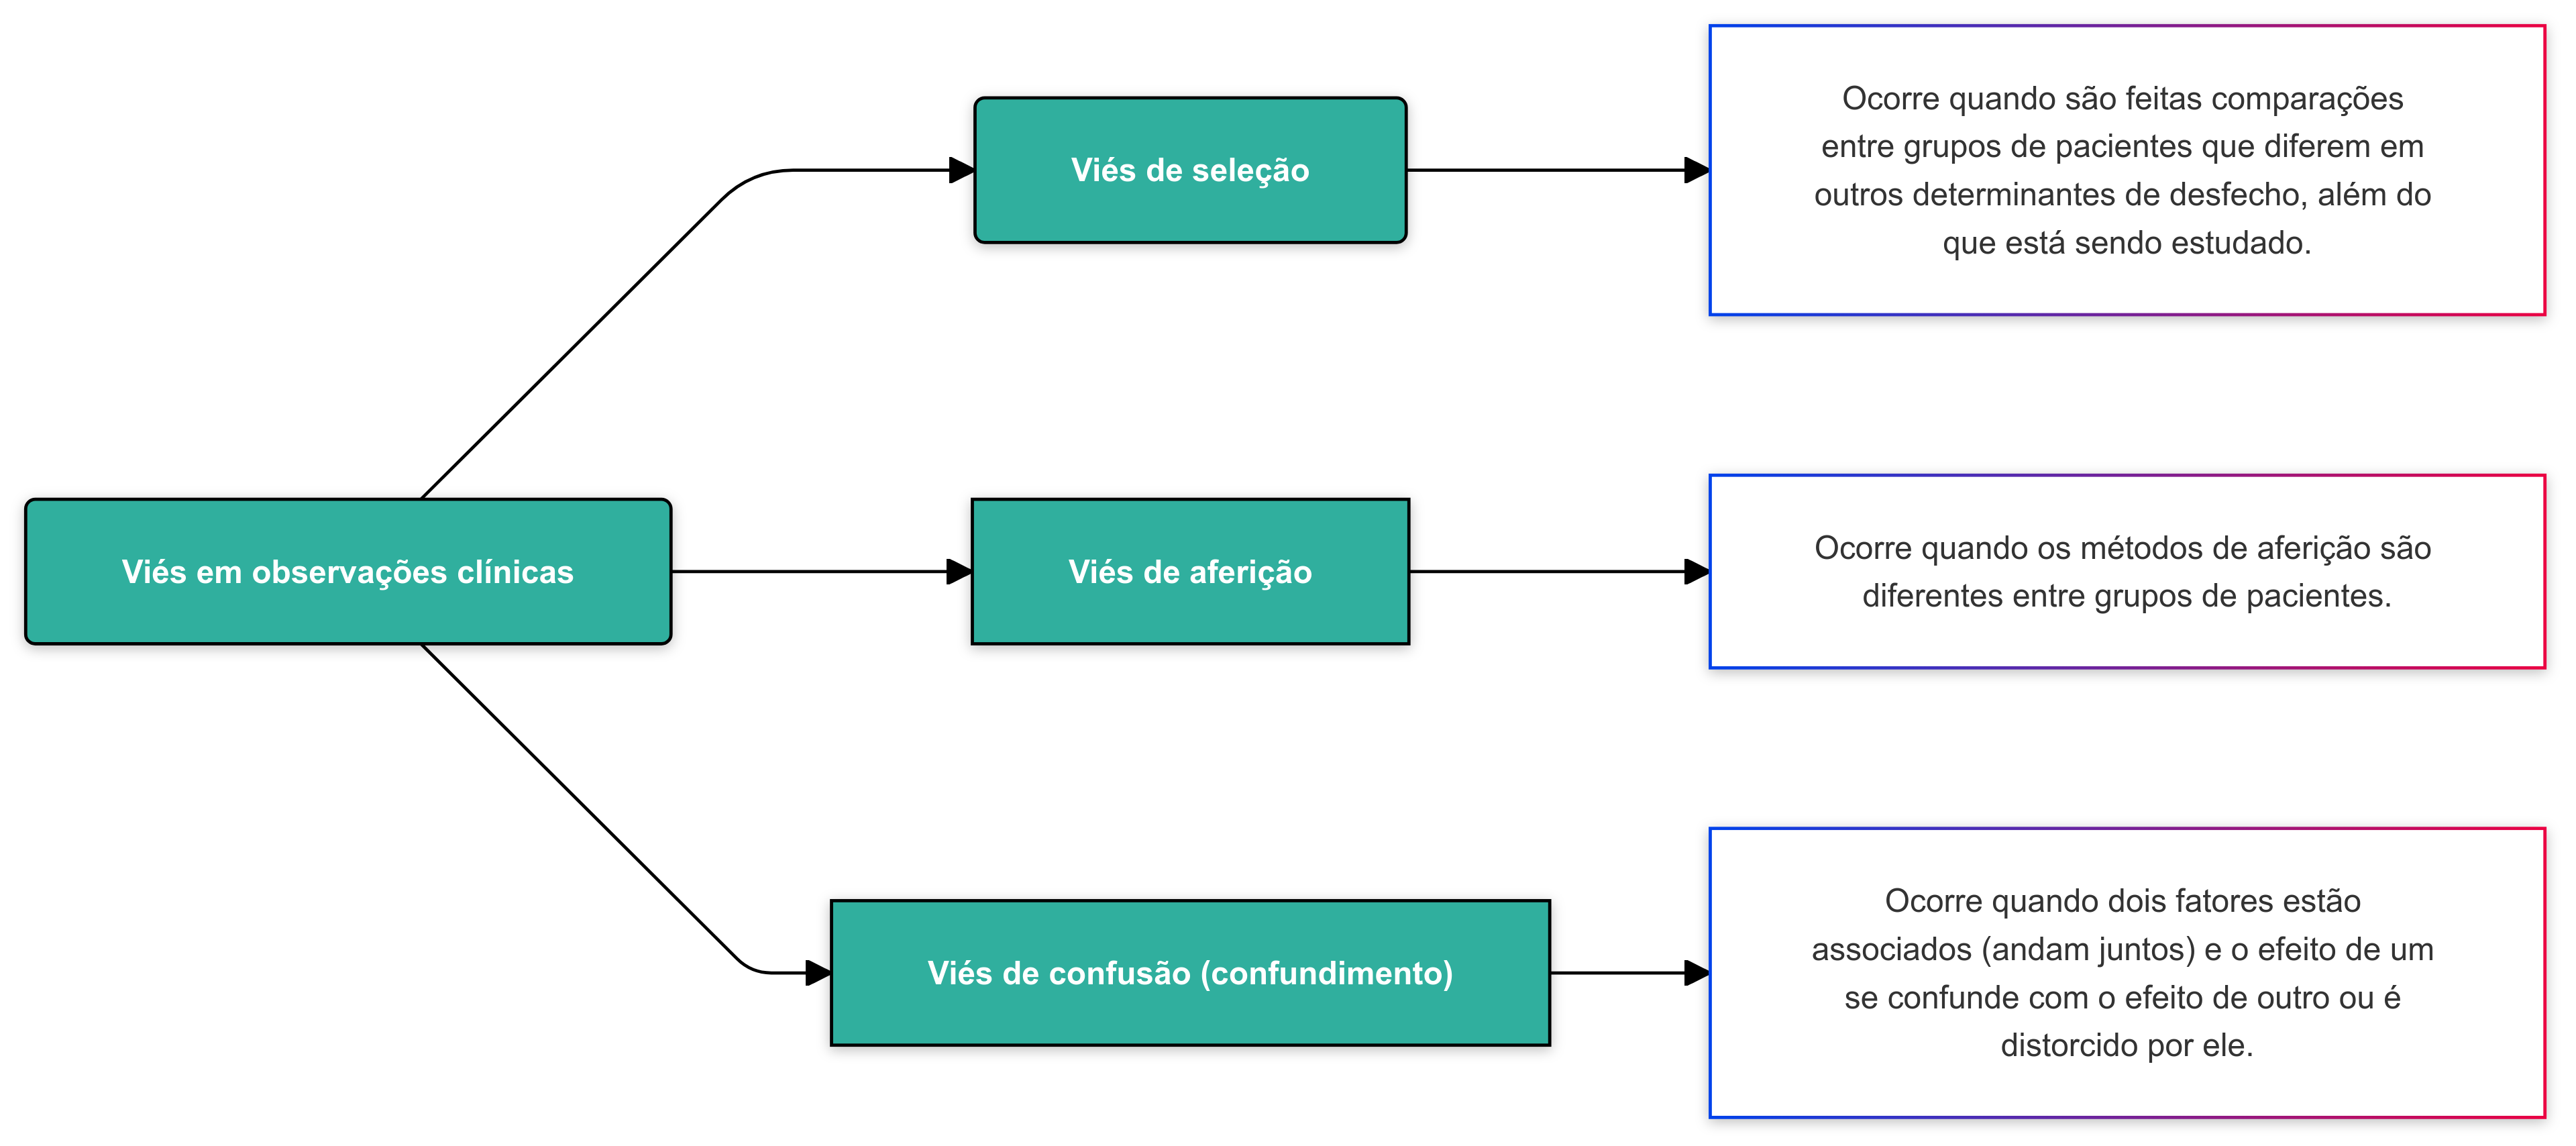 Viés em observações clínicas
Viés de seleção
Ocorre quando são feitas comparações
entre grupos de pacientes que diferem em
outros determinantes de desfecho, além do
que está sendo estudado.
Viés de aferição
Ocorre quando os métodos de aferição são
diferentes entre grupos de pacientes.
Viés de confusão (confundimento)
Ocorre quando dois fatores estão
associados (andam juntos) e o efeito de um
se confunde com o efeito de outro ou é
distorcido por ele.